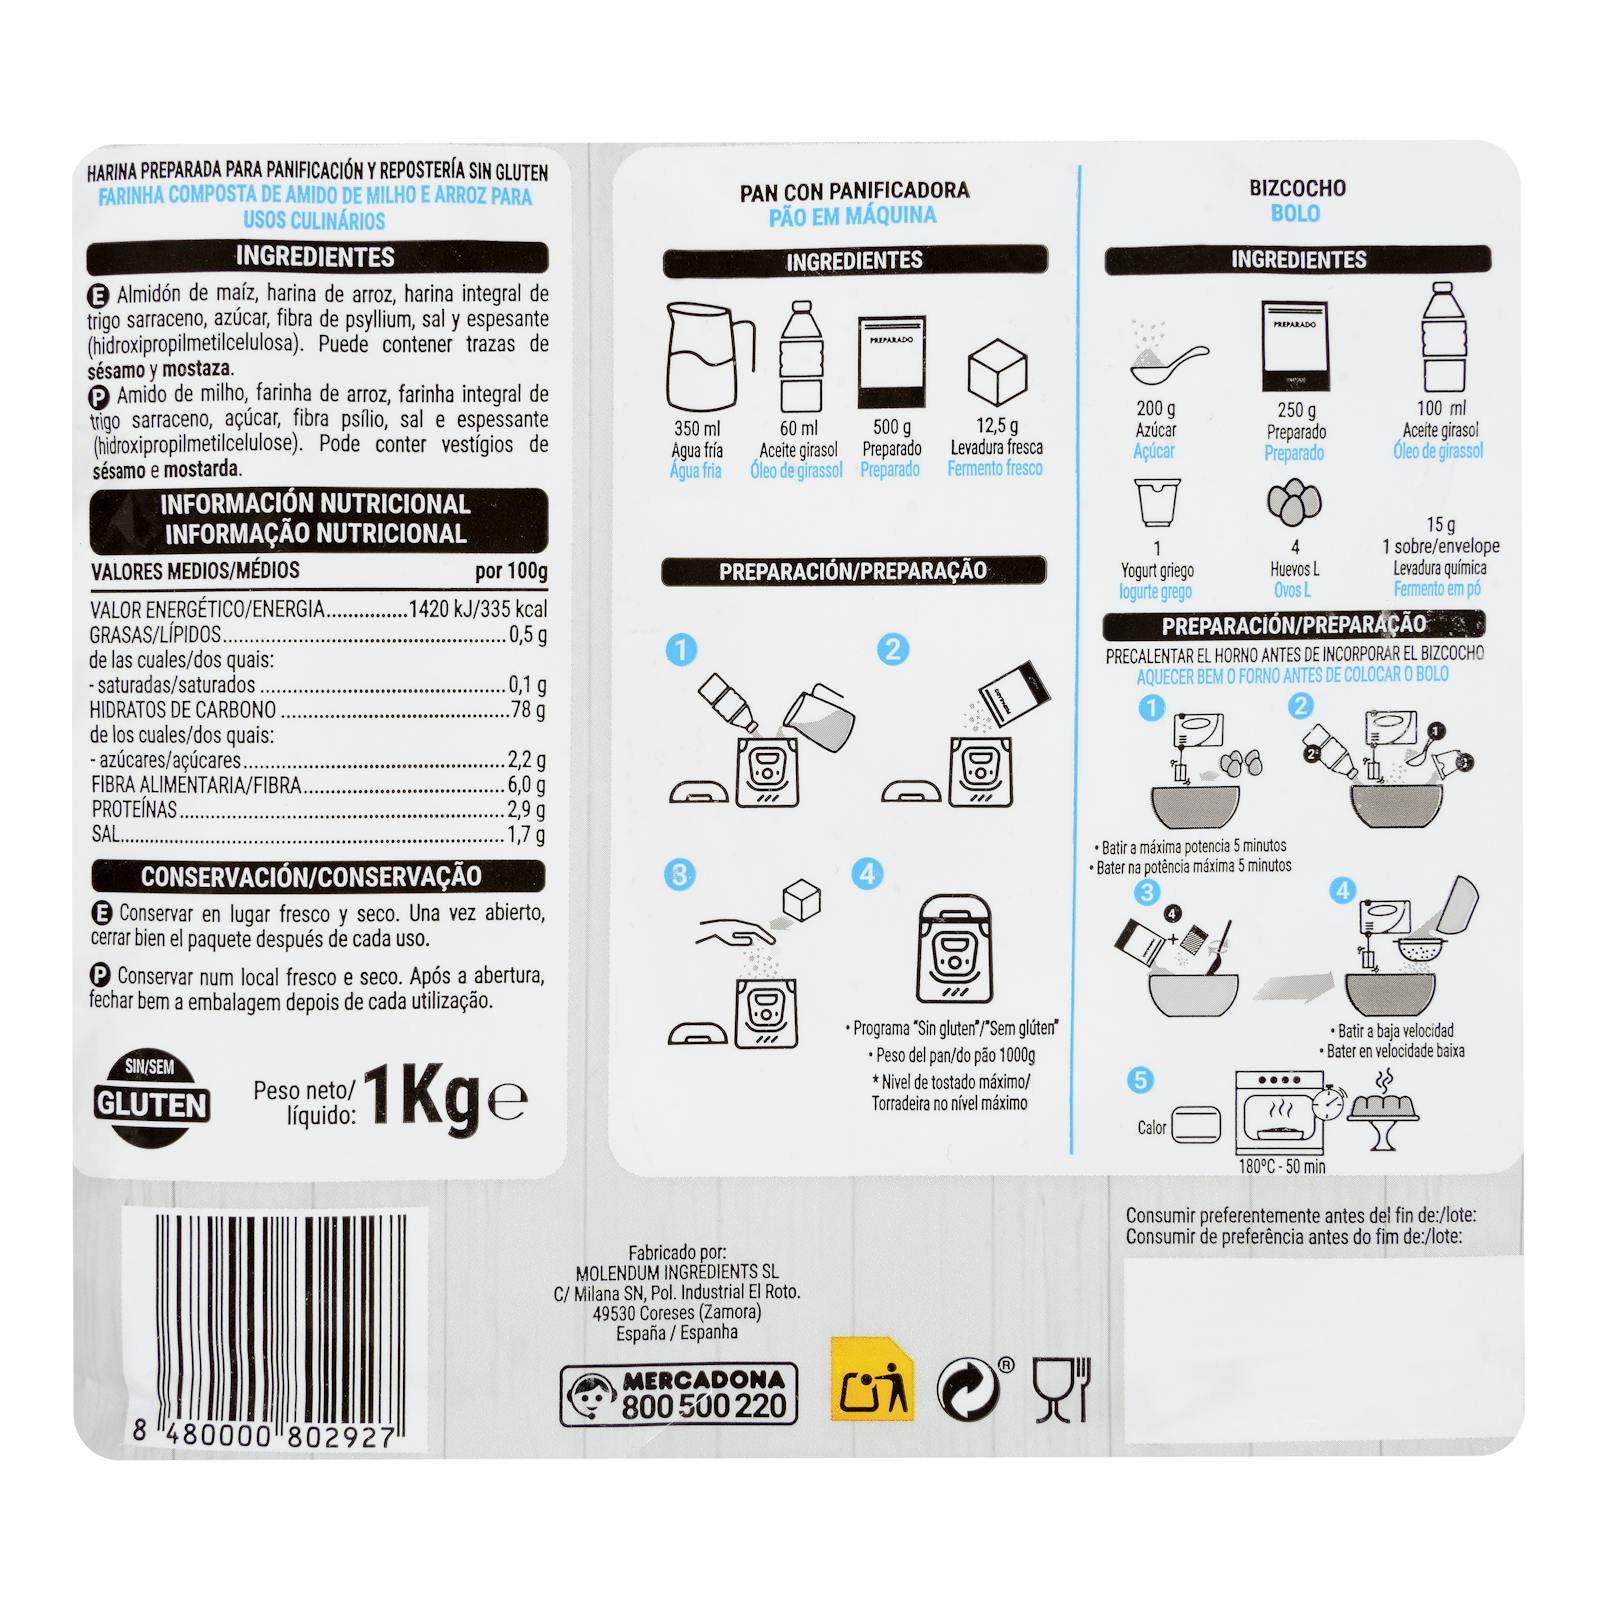 HARINA PREPARADA PARA PANIFICACIÓN Y REPOSTERÍA SIN GLUTEN
FARINHA COMPOSTA DE AMIDO DE MILHO E ARROZ PARA
USOS CULINÁRIOS
INGREDIENTES
E Almidón de maíz, harina de arroz, harina integral de
trigo sarraceno, azúcar, fibra de psyllium, sal y espesante
(hidroxipropilmetilcelulosa). Puede contener trazas de
sésamo y mostaza.
P Amido de milho, farinha de arroz, farinha integral de
trigo sarraceno, açúcar, fibra psílio, sal e espessante
(hidroxipropilmetilcelulose). Pode conter vestígios de
sésamo e mostarda.
INFORMACIÓN NUTRICIONAL
INFORMAÇÃO NUTRICIONAL
VALORES MEDIOS/MÉDIOS por 100g
VALOR ENERGÉTICO/ENERGIA.............1420 kJ/335 kcal
GRASAS/LÍPIDOS.............0,5 g
de las cuales/dos quais:
- saturadas/saturados.............0,1 g
HIDRATOS DE CARBONO.............78 g
de los cuales/dos quais:
- azúcares/açúcares.............2,2 g
FIBRA ALIMENTARIA/FIBRA.............6,0 g
PROTEÍNAS.............2,9 g
SAL.............1,7 g
CONSERVACIÓN/CONSERVAÇÃO
E Conservar en lugar fresco y seco. Una vez abierto,
cerrar bien el paquete después de cada uso.
P Conservar num local fresco e seco. Após a abertura,
fechar bem a embalagem depois de cada utilização.
SIN/SEM
GLUTEN
Peso neto/
líquido: 1Kg e
8 480000 802927
PAN CON PANIFICADORA
PÃO EM MÁQUINA
INGREDIENTES
PREPARADO
350 ml
Agua fría
Água fria
60 ml
Aceite girasol
Óleo de girassol
500 g
Preparado
Preparado
12,5 g
Levadura fresca
Fermento fresco
PREPARACIÓN/PREPARAÇÃO
1
2
PREPARADO
3
4
• Programa "Sin gluten"/"Sem glúten"
• Peso del pan/do pão 1000g
* Nivel de tostado máximo/
Torradeira no nível máximo
BIZCOCHO
BOLO
INGREDIENTES
PREPARADO
200 g
Azúcar
Açúcar
250 g
Preparado
Preparado
100 ml
Aceite girasol
Óleo de girassol
1
Yogurt griego
Iogurte grego
4
Huevos L
Ovos L
15 g
1 sobre/envelope
Levadura química
Fermento em pó
PREPARACIÓN/PREPARAÇÃO
PRECALENTAR EL HORNO ANTES DE INCORPORAR EL BIZCOCHO
AQUECER BEM O FORNO ANTES DE COLOCAR O BOLO
1
2
1
2
3
• Batir a máxima potencia 5 minutos
• Bater na potência máxima 5 minutos
3
4
+
4
• Batir a baja velocidad
• Bater en velocidade baixa
5
Calor
180ºC - 50 min
Fabricado por:
MOLENDUM INGREDIENTS SL
C/ Milana SN, Pol. Industrial El Roto.
49530 Coreses (Zamora)
España / Espanha
MERCADONA
800 500 220
®
Consumir preferentemente antes del fin de:/lote:
Consumir de preferência antes do fim de:/lote: